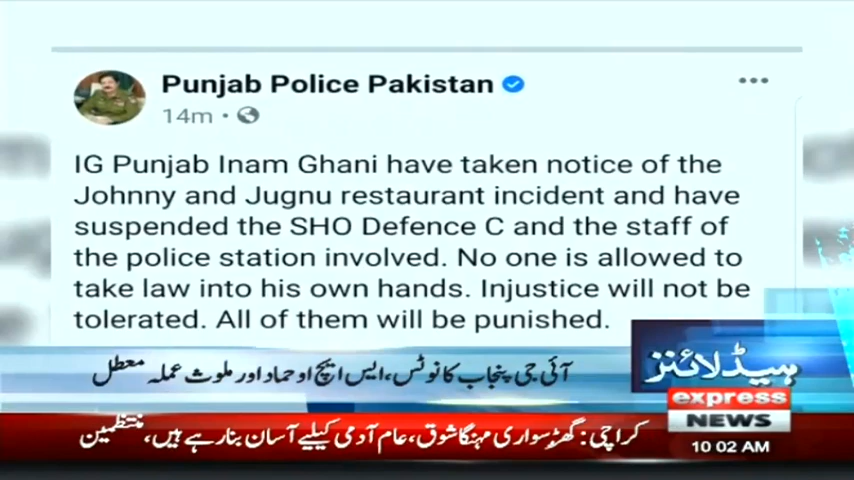 Punjab Police Pakistan
14m
IG Punjab Inam Ghani have taken notice of the
Johnny and Jugnu restaurant incident and have
suspended the SHO Defence C and the staff of
the police station involved. No one is allowed to
take law into his own hands. Injustice will not be
tolerated. All of them will be punished.
آئی جی پنجاب کا نوٹس، ایس ایچ او حماد اور ملوث عملہ معطل
ہیڈلائنز
express
NEWS
کراچی: گھڑسواری مہنگا شوق، عام آدمی کیلیے آسان بنا رہے ہیں، منتظمین
10:02 AM